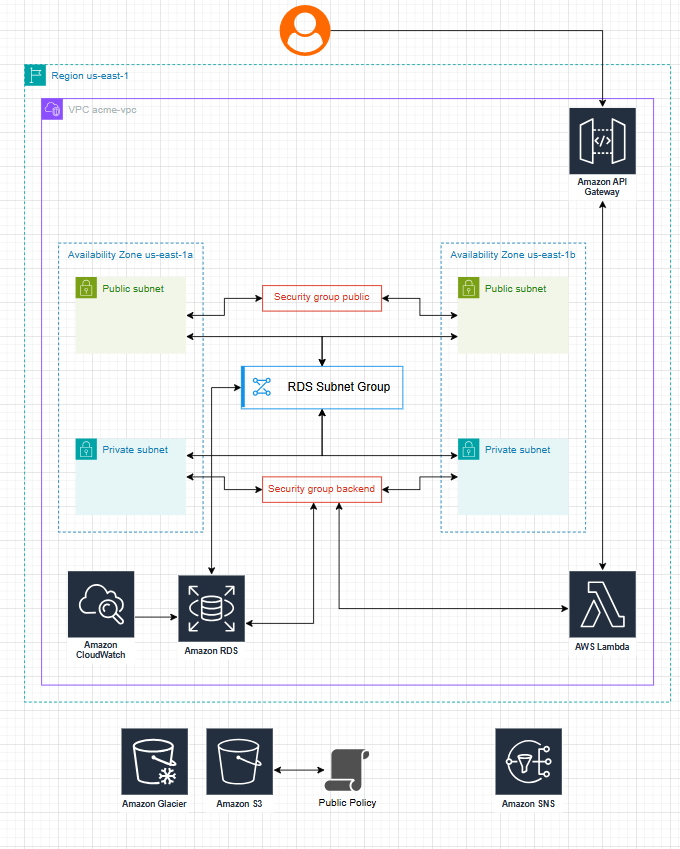 Region us-east-1
VPC acme-vpc
Amazon API
Gateway
Availability Zone us-east-1a
Availability Zone us-east-1b
Public subnet
Security group public
Public subnet
RDS Subnet Group
Private subnet
Private subnet
Security group backend
Amazon
CloudWatch
Amazon RDS
AWS Lambda
Amazon Glacier
Amazon S3
Public Policy
Amazon SNS